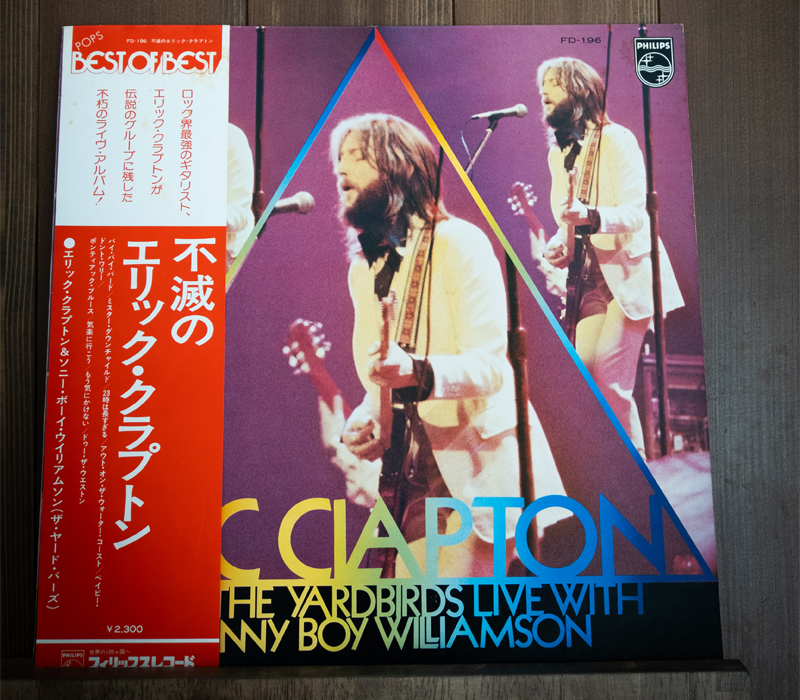 POPS
FD-196 不滅のエリック・クラプトン
BEST OF BEST
ロック界最強のギタリスト、
エリック・クラプトンが
伝説のグループに残した
不朽のライヴ・アルバム!
不滅の
エリック・クラプトン
バイ・バイ・バード/ミスター・ダウンチャイルド/23時は長すぎる/アウト・オン・ザ・ウォーター・コースト/ベイビー・
ドント・ウリー/
ポンティアック・ブルース/気楽に行こう/もう気にかけない/ドゥー・ザ・ウエストン
●エリック・クラプトン&ソニー・ボーイ・ウイリアムソン(ザ・ヤード・バーズ)
¥2,300
PHILIPS
フィリップスレコード
FD-196
PHILIPS
C CLAPTON
HE YARDBIRDS LIVE WITH
NNY BOY WILLIAMSON